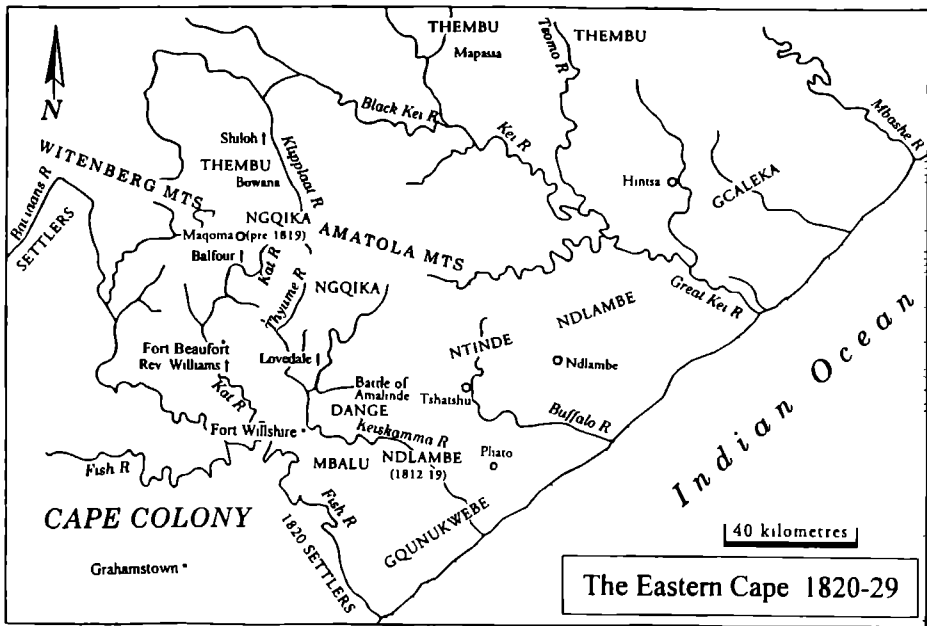 THEMBU
Mapassa
Tsomo R
THEMBU
Black Kei R
Kei R
Mbashe R
N
Shiloh
Klipplaat R
THEMBU
Bowana
WITENBERG MTS
SETTLERS
Hintsa
GCALEKA
NGQIKA
Maqoma (pre 1819)
AMATOLA MTS
Balfour
Kat R
Thyume R
NGQIKA
Great Kei R
NDLAMBE
NTINDE
Fort Beaufort
Rev Williams
Lovedale
Ndlambe
Battle of
Amalinde
Tshatshu
Kat R
DANGE
Buffalo R
Fort Willshire
Keiskamma R
MBALU
NDLAMBE
(1812 19)
Phato
Fish R
Fish R
GQUNUKWEBE
Indian Ocean
CAPE COLONY
1820 SETTLERS
40 kilometres
Grahamstown
The Eastern Cape 1820-29